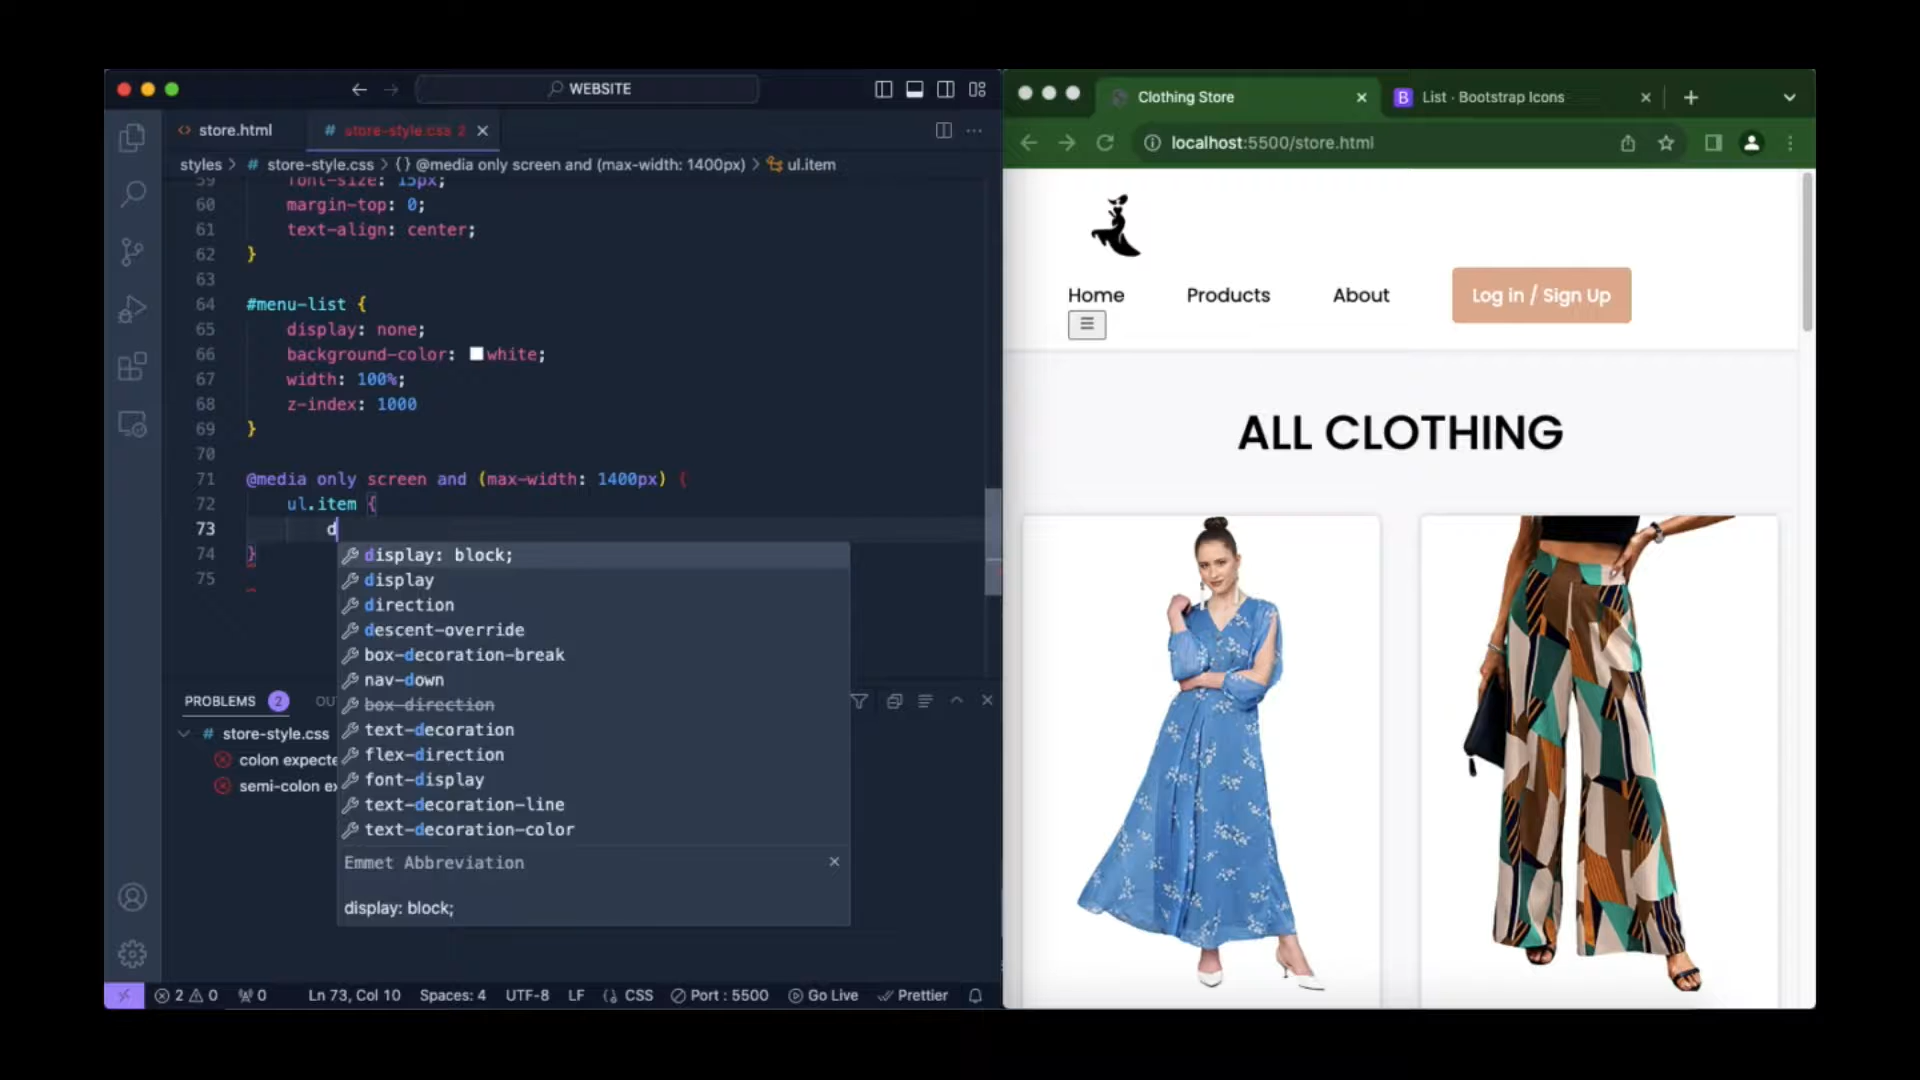 WEBSITE
store.html
# store-style.css 2
styles > # store-style.css > {} @media only screen and (max-width: 1400px) > ul.item
59 font-size: 15px;
60 margin-top: 0;
61 text-align: center;
62 }
63
64 #menu-list {
65 display: none;
66 background-color: white;
67 width: 100%;
68 z-index: 1000
69 }
70
71 @media only screen and (max-width: 1400px) {
72 ul.item {
73 d
74 }
75
display: block;
display
direction
descent-override
box-decoration-break
nav-down
box-direction
text-decoration
flex-direction
font-display
text-decoration-line
text-decoration-color
Emmet Abbreviation
display: block;
PROBLEMS 2 OU
# store-style.css
colon expecte
semi-colon ex
2 0 0 Ln 73, Col 10 Spaces: 4 UTF-8 LF {} CSS Port : 5500 Go Live Prettier
Clothing Store
B List · Bootstrap Icons
localhost:5500/store.html
Home Products About Log in / Sign Up
ALL CLOTHING